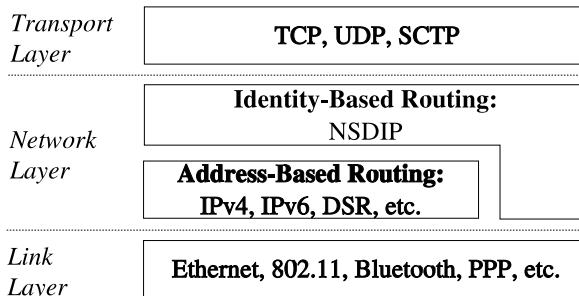 Transport
Layer
TCP, UDP, SCTP
Network
Layer
Identity-Based Routing:
NSDIP
Address-Based Routing:
IPv4, IPv6, DSR, etc.
Link
Layer
Ethernet, 802.11, Bluetooth, PPP, etc.